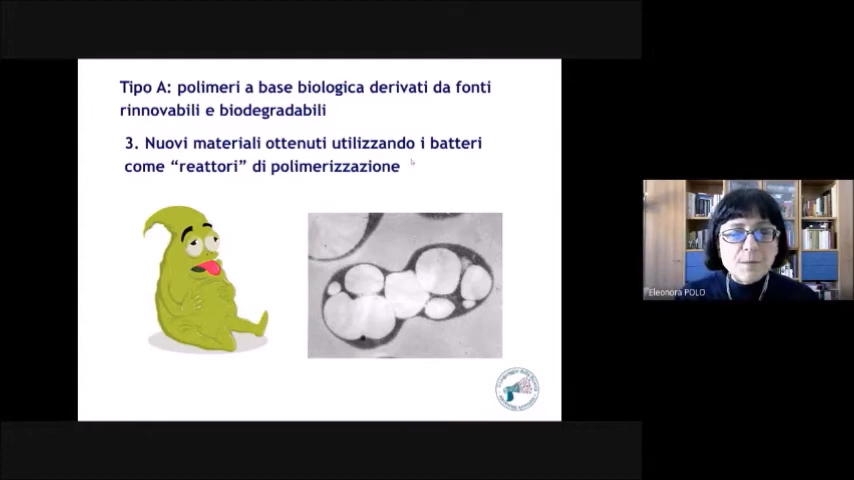 Tipo A: polimeri a base biologica derivati da fonti
rinnovabili e biodegradabili
3. Nuovi materiali ottenuti utilizzando i batteri
come “reattori” di polimerizzazione
Eleonora POLO